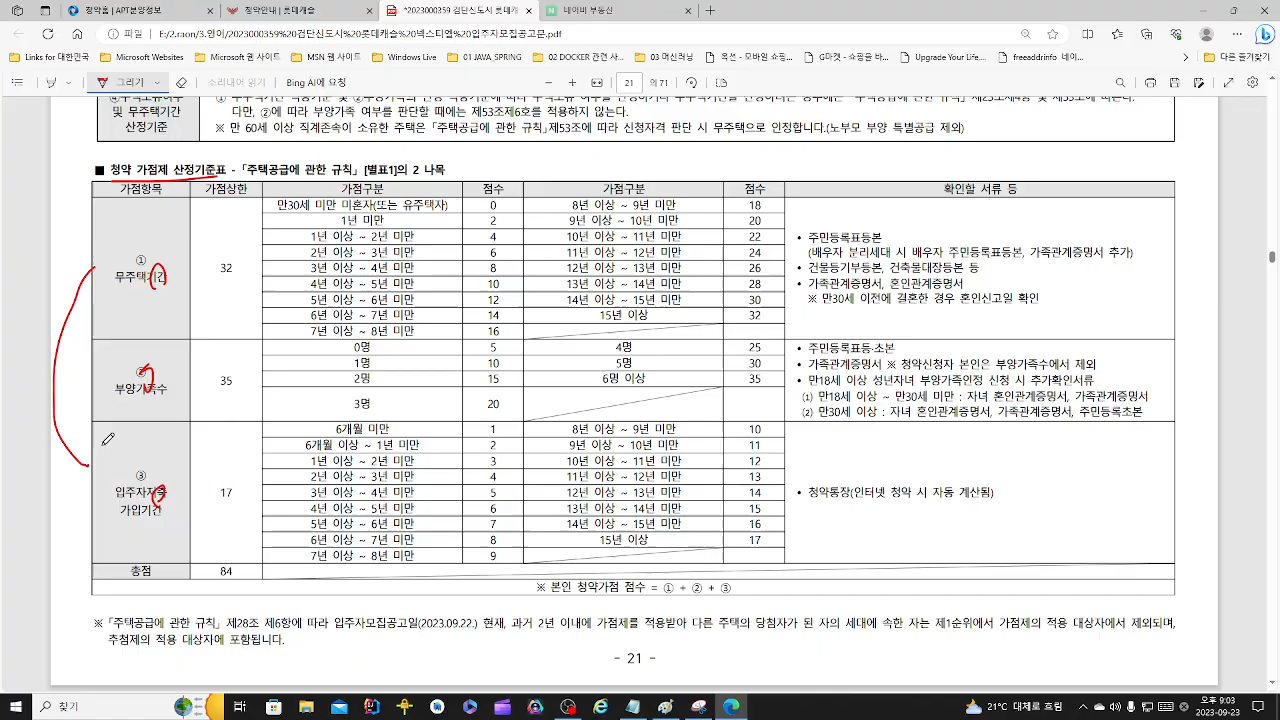 청약홈 | APT분양정보
청약안내 | 롯데캐슬
*2023000359 검단신도시 롯데캐
네이버 부동산
파일
E:/2.raon/3.영이/2023000359%20검단신도시%20롯데캐슬%20넥스티엘%20입주자모집공고문.pdf
Links for 대한민국
Microsoft Websites
Microsoft 웹 사이트
MSN 웹 사이트
Windows Live
01 JAVA SPRNG
02 DOCKER 관련 사...
03 머신러닝
옥션 - 모바일 쇼핑...
G마켓 - 쇼핑을 바...
Upgrade Your Life,...
freeaddrinfo 네이...
다른 즐겨찾기
그리기
소리내어 읽기
Bing AI에 요청
21
의 71
및 무주택기간
산정기준
다만, ②에 따라 부양가족 여부를 판단할 때에는 제53조제6호를 적용하지 않는다.
※ 만 60세 이상 직계존속이 소유한 주택은 「주택공급에 관한 규칙」제53조에 따라 신청자격 판단 시 무주택으로 인정합니다.(노부모 부양 특별공급 제외)
■ 청약 가점제 산정기준표 - 「주택공급에 관한 규칙」[별표1]의 2 나목
가점항목 가점상한 가점구분 점수 가점구분 점수 확인할 서류 등
① 무주택기간 32
만30세 미만 미혼자(또는 유주택자) 0 8년 이상 ~ 9년 미만 18
1년 미만 2 9년 이상 ~ 10년 미만 20
1년 이상 ~ 2년 미만 4 10년 이상 ~ 11년 미만 22
2년 이상 ~ 3년 미만 6 11년 이상 ~ 12년 미만 24
3년 이상 ~ 4년 미만 8 12년 이상 ~ 13년 미만 26
4년 이상 ~ 5년 미만 10 13년 이상 ~ 14년 미만 28
5년 이상 ~ 6년 미만 12 14년 이상 ~ 15년 미만 30
6년 이상 ~ 7년 미만 14 15년 이상 32
7년 이상 ~ 8년 미만 16
• 주민등록표등본
(배우자 분리세대 시 배우자 주민등록표등본, 가족관계증명서 추가)
• 건물등기부등본, 건축물대장등본 등
• 가족관계증명서, 혼인관계증명서
※ 만30세 이전에 결혼한 경우 혼인신고일 확인
② 부양가족수 35
0명 5 4명 25
1명 10 5명 30
2명 15 6명 이상 35
3명 20
• 주민등록표등·초본
• 가족관계증명서 ※ 청약신청자 본인은 부양가족수에서 제외
• 만18세 이상 성년자녀 부양가족인정 신청 시 추가확인서류
(1) 만18세 이상 ~ 만30세 미만 : 자녀 혼인관계증명서, 가족관계증명서
(2) 만30세 이상 : 자녀 혼인관계증명서, 가족관계증명서, 주민등록초본
③ 입주자저축 가입기간 17
6개월 미만 1 8년 이상 ~ 9년 미만 10
6개월 이상 ~ 1년 미만 2 9년 이상 ~ 10년 미만 11
1년 이상 ~ 2년 미만 3 10년 이상 ~ 11년 미만 12
2년 이상 ~ 3년 미만 4 11년 이상 ~ 12년 미만 13
3년 이상 ~ 4년 미만 5 12년 이상 ~ 13년 미만 14
4년 이상 ~ 5년 미만 6 13년 이상 ~ 14년 미만 15
5년 이상 ~ 6년 미만 7 14년 이상 ~ 15년 미만 16
6년 이상 ~ 7년 미만 8 15년 이상 17
7년 이상 ~ 8년 미만 9
• 청약통장(인터넷 청약 시 자동 계산됨)
총점 84
※ 본인 청약가점 점수 = ① + ② + ③
※ 「주택공급에 관한 규칙」 제28조 제6항에 따라 입주자모집공고일(2023.09.22.) 현재, 과거 2년 이내에 가점제를 적용받아 다른 주택의 당첨자가 된 자의 세대에 속한 자는 제1순위에서 가점제의 적용 대상자에서 제외되며,
추첨제의 적용 대상자에 포함됩니다.
- 21 -
찾기
21°C 대체로 흐림
오후 9:03
2023-09-23